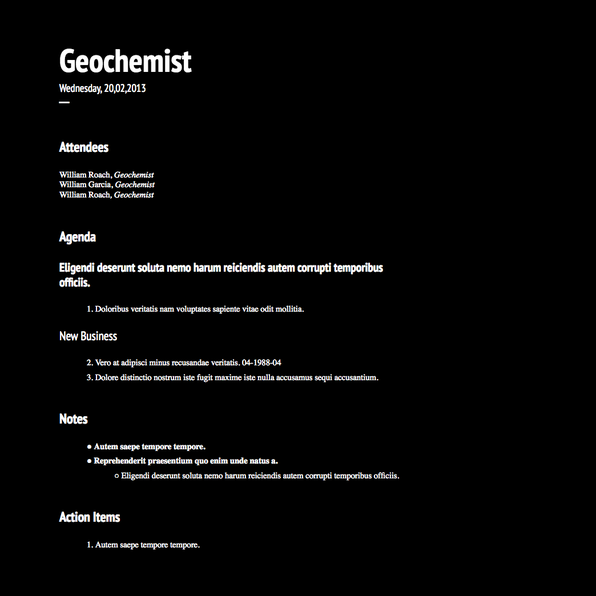 Geochemist
Wednesday, 20,02,2013
Attendees
William Roach, Geochemist
William Garcia, Geochemist
William Roach, Geochemist
Agenda
Eligendi deserunt soluta nemo harum reiciendis autem corrupti temporibus
officiis.
1. Doloribus veritatis nam voluptates sapiente vitae odit mollitia.
New Business
2. Vero at adipisci minus recusandae veritatis. 04-1988-04
3. Dolore distinctio nostrum iste fugit maxime iste nulla accusamus sequi accusantium.
Notes
● Autem saepe tempore tempore.
● Reprehenderit praesentium quo enim unde natus a.
○ Eligendi deserunt soluta nemo harum reiciendis autem corrupti temporibus officiis.
Action Items
1. Autem saepe tempore tempore.